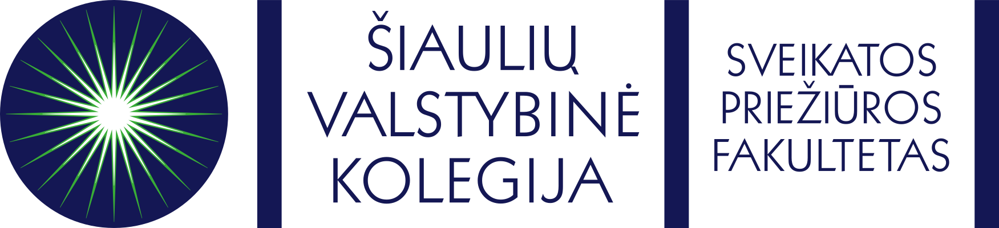 ŠIAULIŲ
VALSTYBINĖ
KOLEGIJA
SVEIKATOS
PRIEŽIŪROS
FAKULTETAS